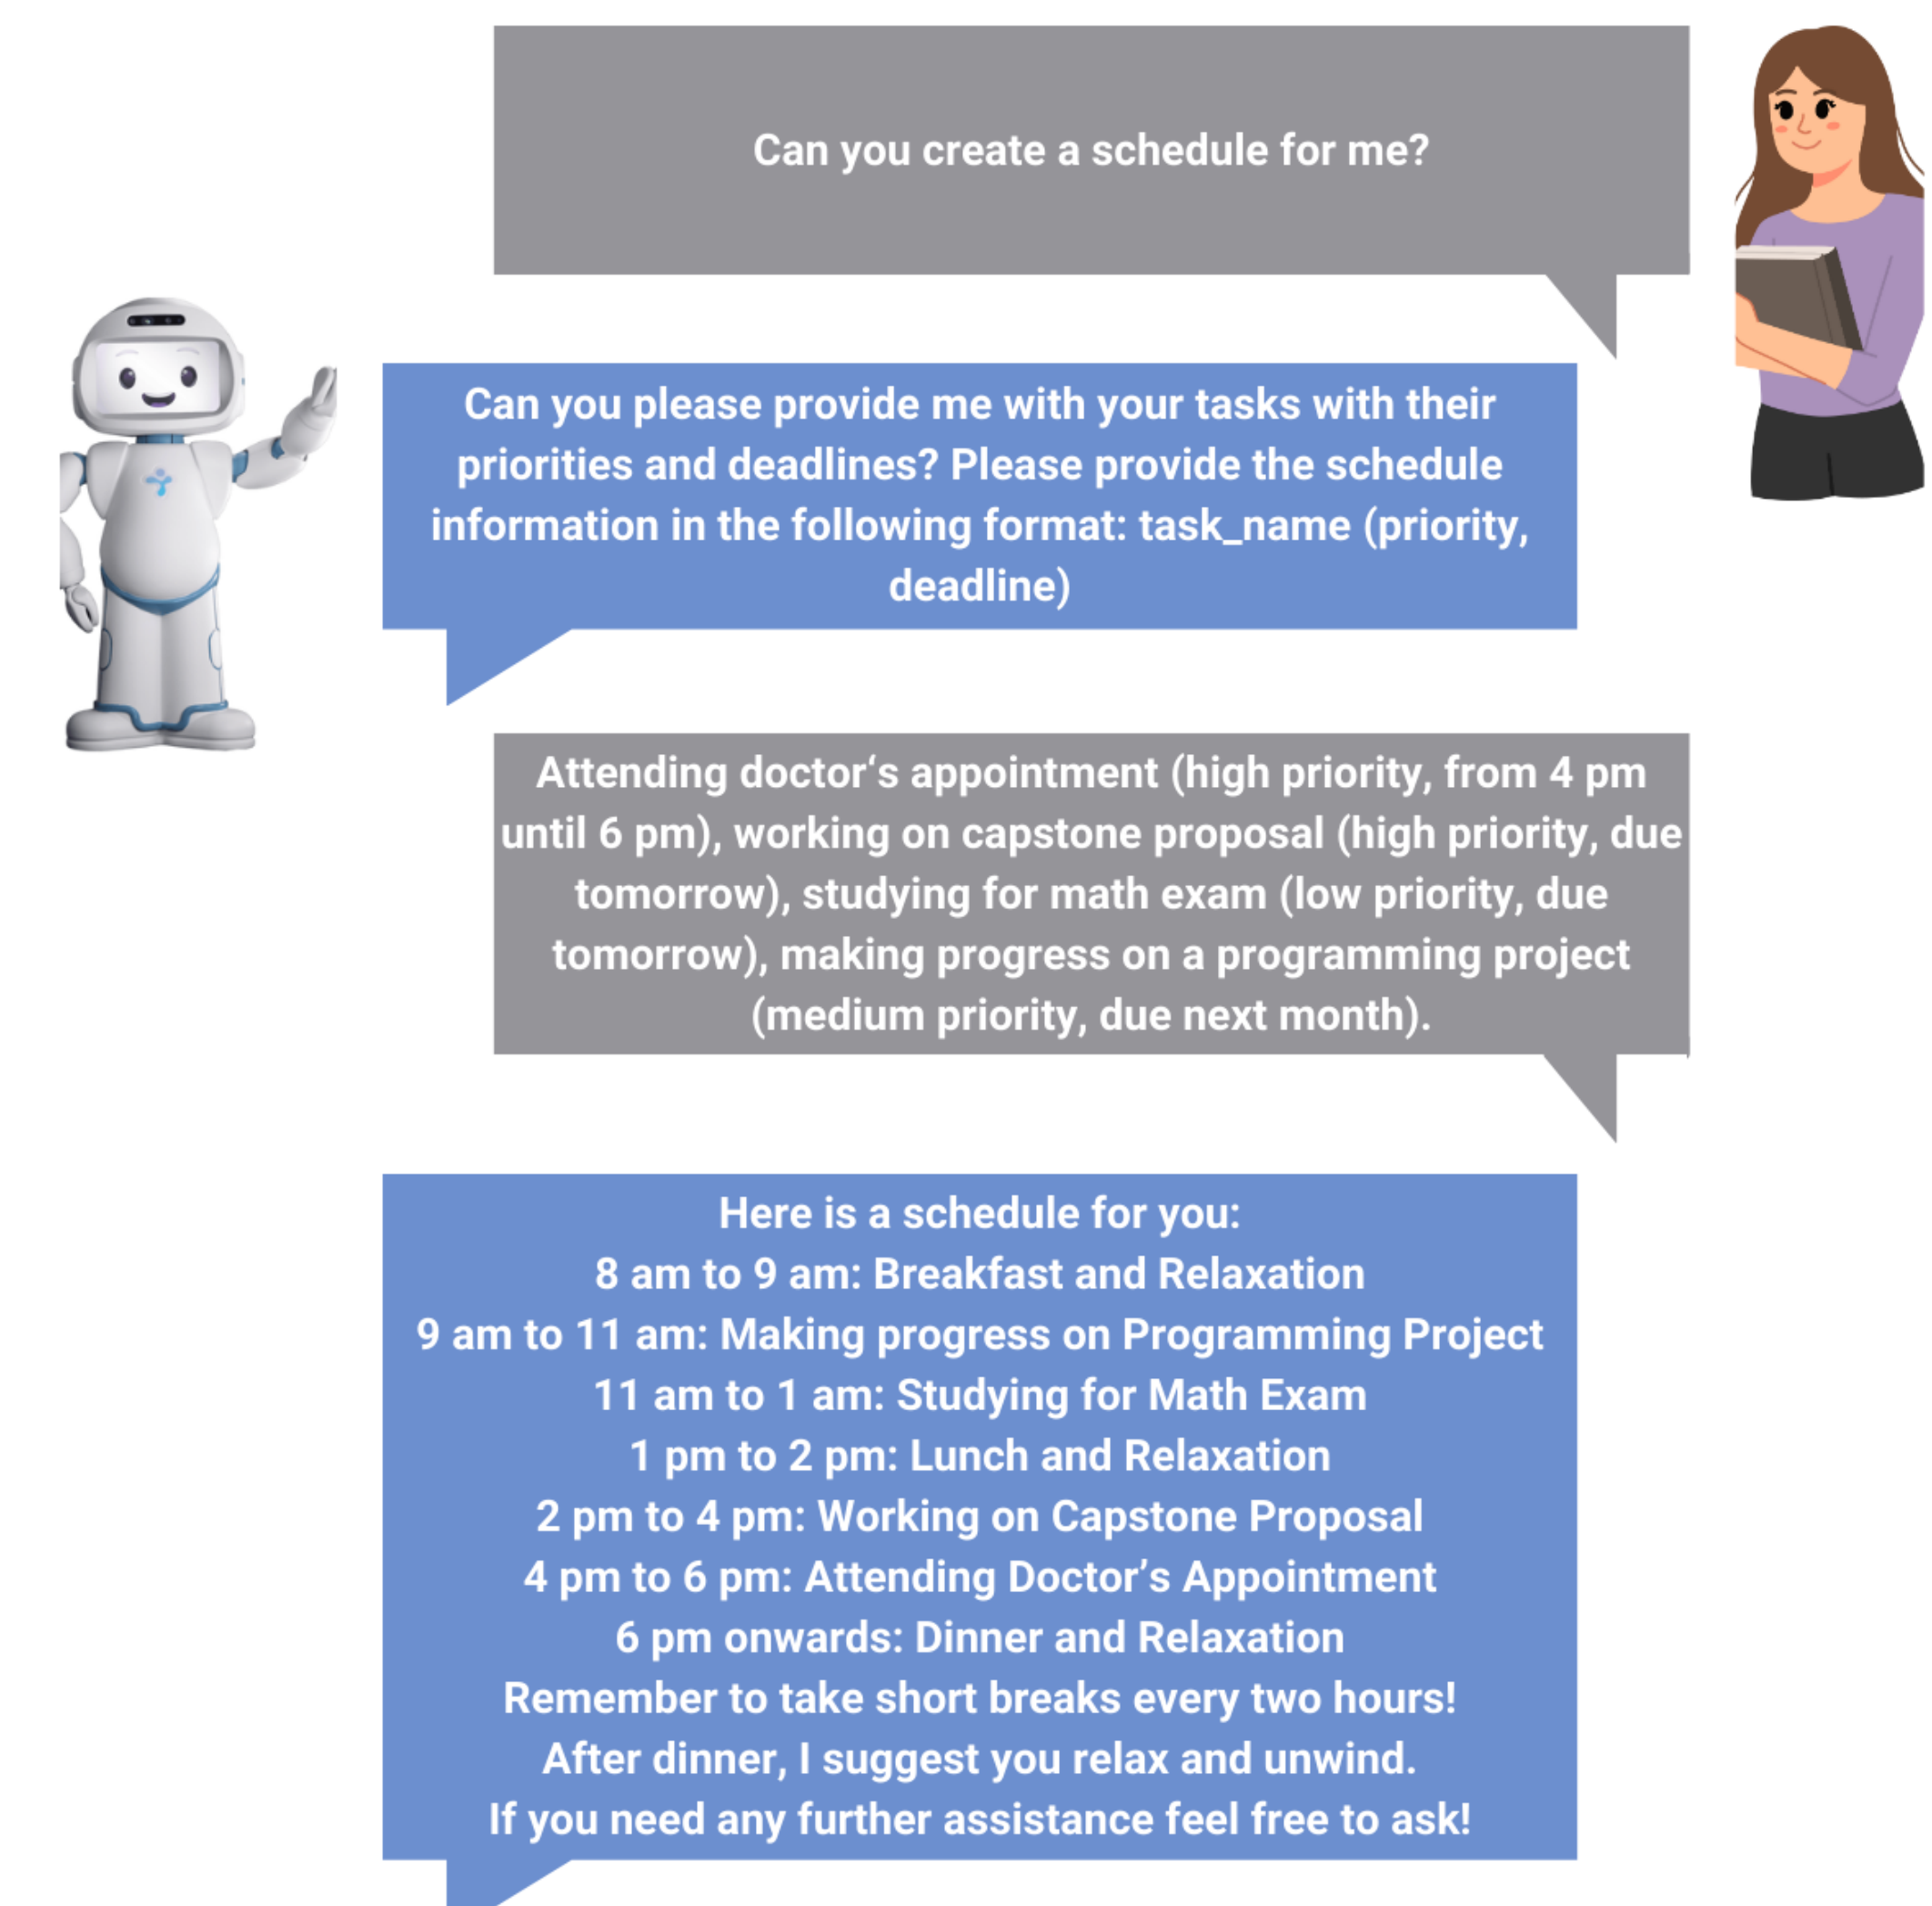 Can you create a schedule for me?
Can you please provide me with your tasks with their
priorities and deadlines? Please provide the schedule
information in the following format: task_name (priority,
deadline)
Attending doctor‘s appointment (high priority, from 4 pm
until 6 pm), working on capstone proposal (high priority, due
tomorrow), studying for math exam (low priority, due
tomorrow), making progress on a programming project
(medium priority, due next month).
Here is a schedule for you:
8 am to 9 am: Breakfast and Relaxation
9 am to 11 am: Making progress on Programming Project
11 am to 1 am: Studying for Math Exam
1 pm to 2 pm: Lunch and Relaxation
2 pm to 4 pm: Working on Capstone Proposal
4 pm to 6 pm: Attending Doctor’s Appointment
6 pm onwards: Dinner and Relaxation
Remember to take short breaks every two hours!
After dinner, I suggest you relax and unwind.
If you need any further assistance feel free to ask!